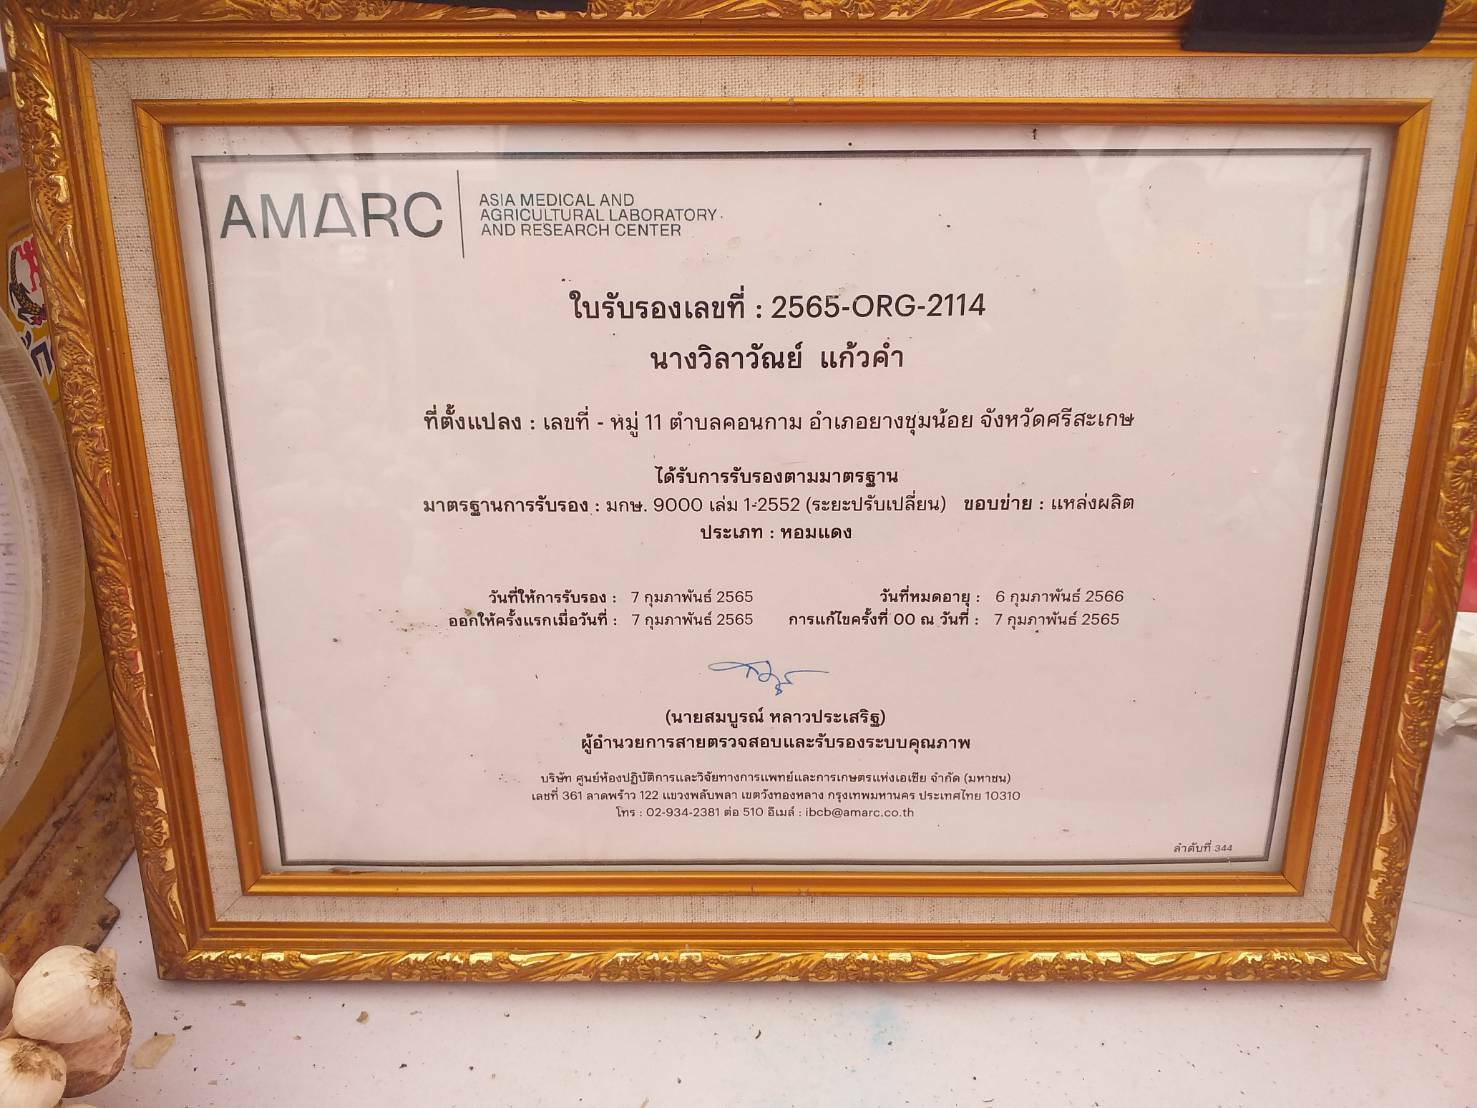 AMARC
ASIA MEDICAL AND
AGRICULTURAL LABORATORY
AND RESEARCH CENTER
ใบรับรองเลขที่ : 2565-ORG-2114
นางวิลาวัณย์ แก้วคำ
ที่ตั้งแปลง : เลขที่ - หมู่ 11 ตำบลคอนกาม อำเภอยางชุมน้อย จังหวัดศรีสะเกษ
ได้รับการรับรองตามมาตรฐาน
มาตรฐานการรับรอง : มกษ. 9000 เล่ม 1-2552 (ระยะปรับเปลี่ยน) ขอบข่าย : แหล่งผลิต
ประเภท : หอมแดง
วันที่ให้การรับรอง : 7 กุมภาพันธ์ 2565 วันที่หมดอายุ : 6 กุมภาพันธ์ 2566
ออกให้ครั้งแรกเมื่อวันที่ : 7 กุมภาพันธ์ 2565 การแก้ไขครั้งที่ 00 ณ วันที่ : 7 กุมภาพันธ์ 2565
(นายสมบูรณ์ หลาวประเสริฐ)
ผู้อำนวยการสายตรวจสอบและรับรองระบบคุณภาพ
บริษัท ศูนย์ห้องปฏิบัติการและวิจัยทางการแพทย์และการเกษตรแห่งเอเชีย จำกัด (มหาชน)
เลขที่ 361 ลาดพร้าว 122 แขวงพลับพลา เขตวังทองหลาง กรุงเทพมหานคร ประเทศไทย 10310
โทร : 02-934-2381 ต่อ 510 อีเมล์ : ibcb@amarc.co.th
ลำดับที่ 344